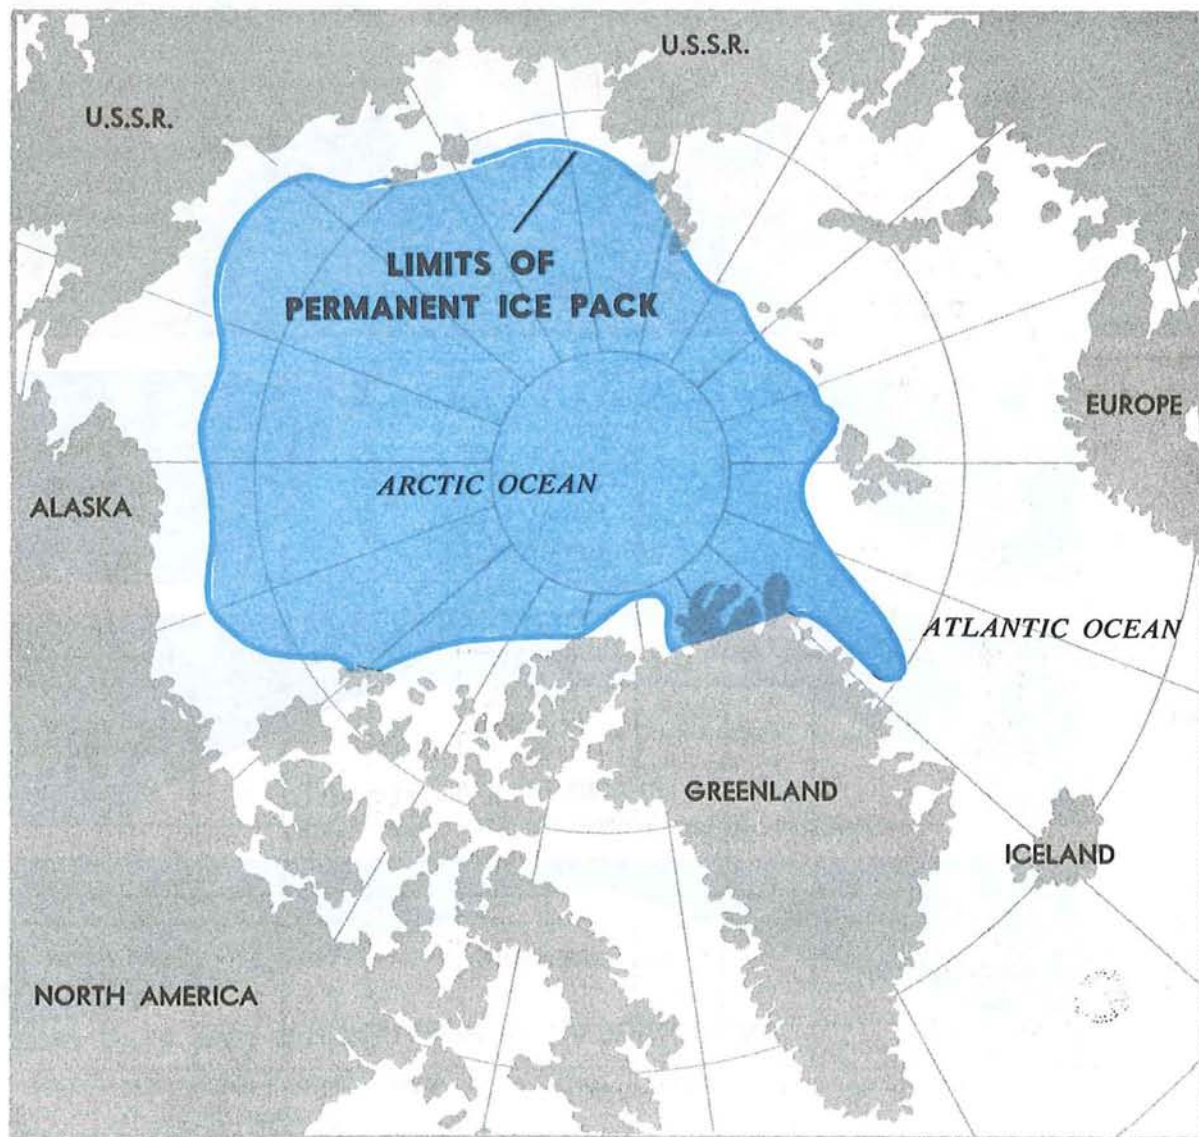 U.S.S.R.
U.S.S.R.
LIMITS OF
PERMANENT ICE PACK
EUROPE
ARCTIC OCEAN
ALASKA
ATLANTIC OCEAN
GREENLAND
ICELAND
NORTH AMERICA